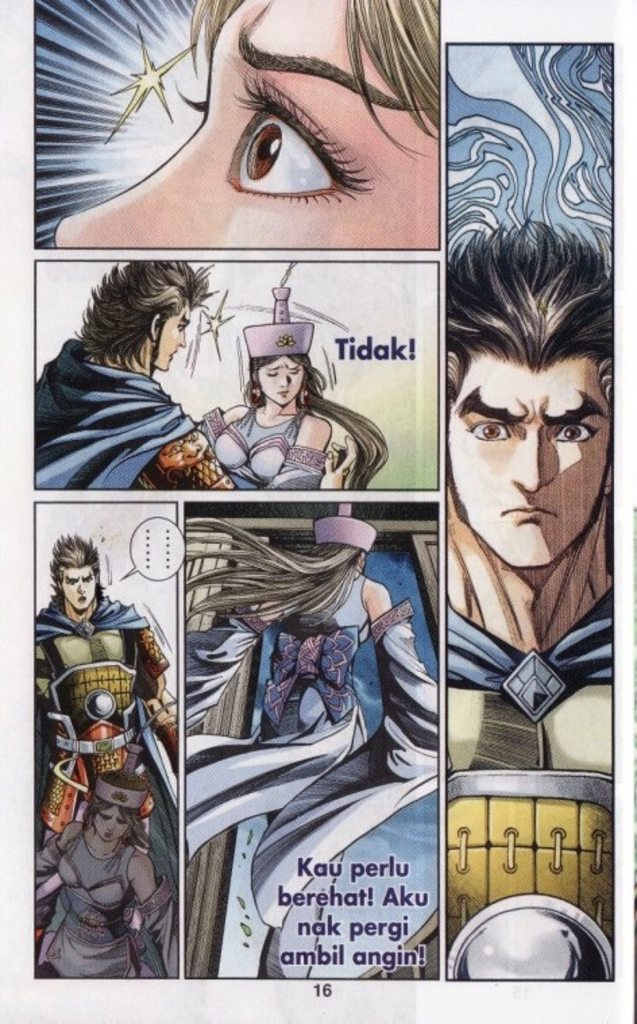 Tidak!
......
......
Kau perlu
berehat! Aku
nak pergi
ambil angin!
16